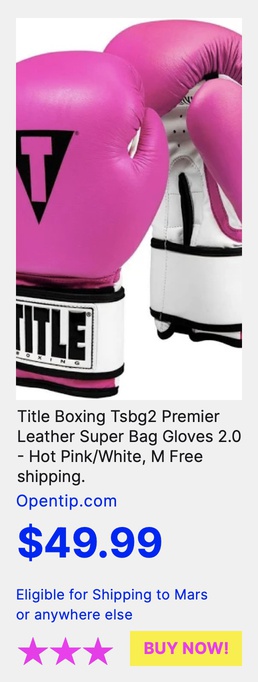 T
TITLE
BOXING
Title Boxing Tsbg2 Premier
Leather Super Bag Gloves 2.0
- Hot Pink/White, M Free
shipping.
Opentip.com
$49.99
Eligible for Shipping to Mars
or anywhere else
BUY NOW!